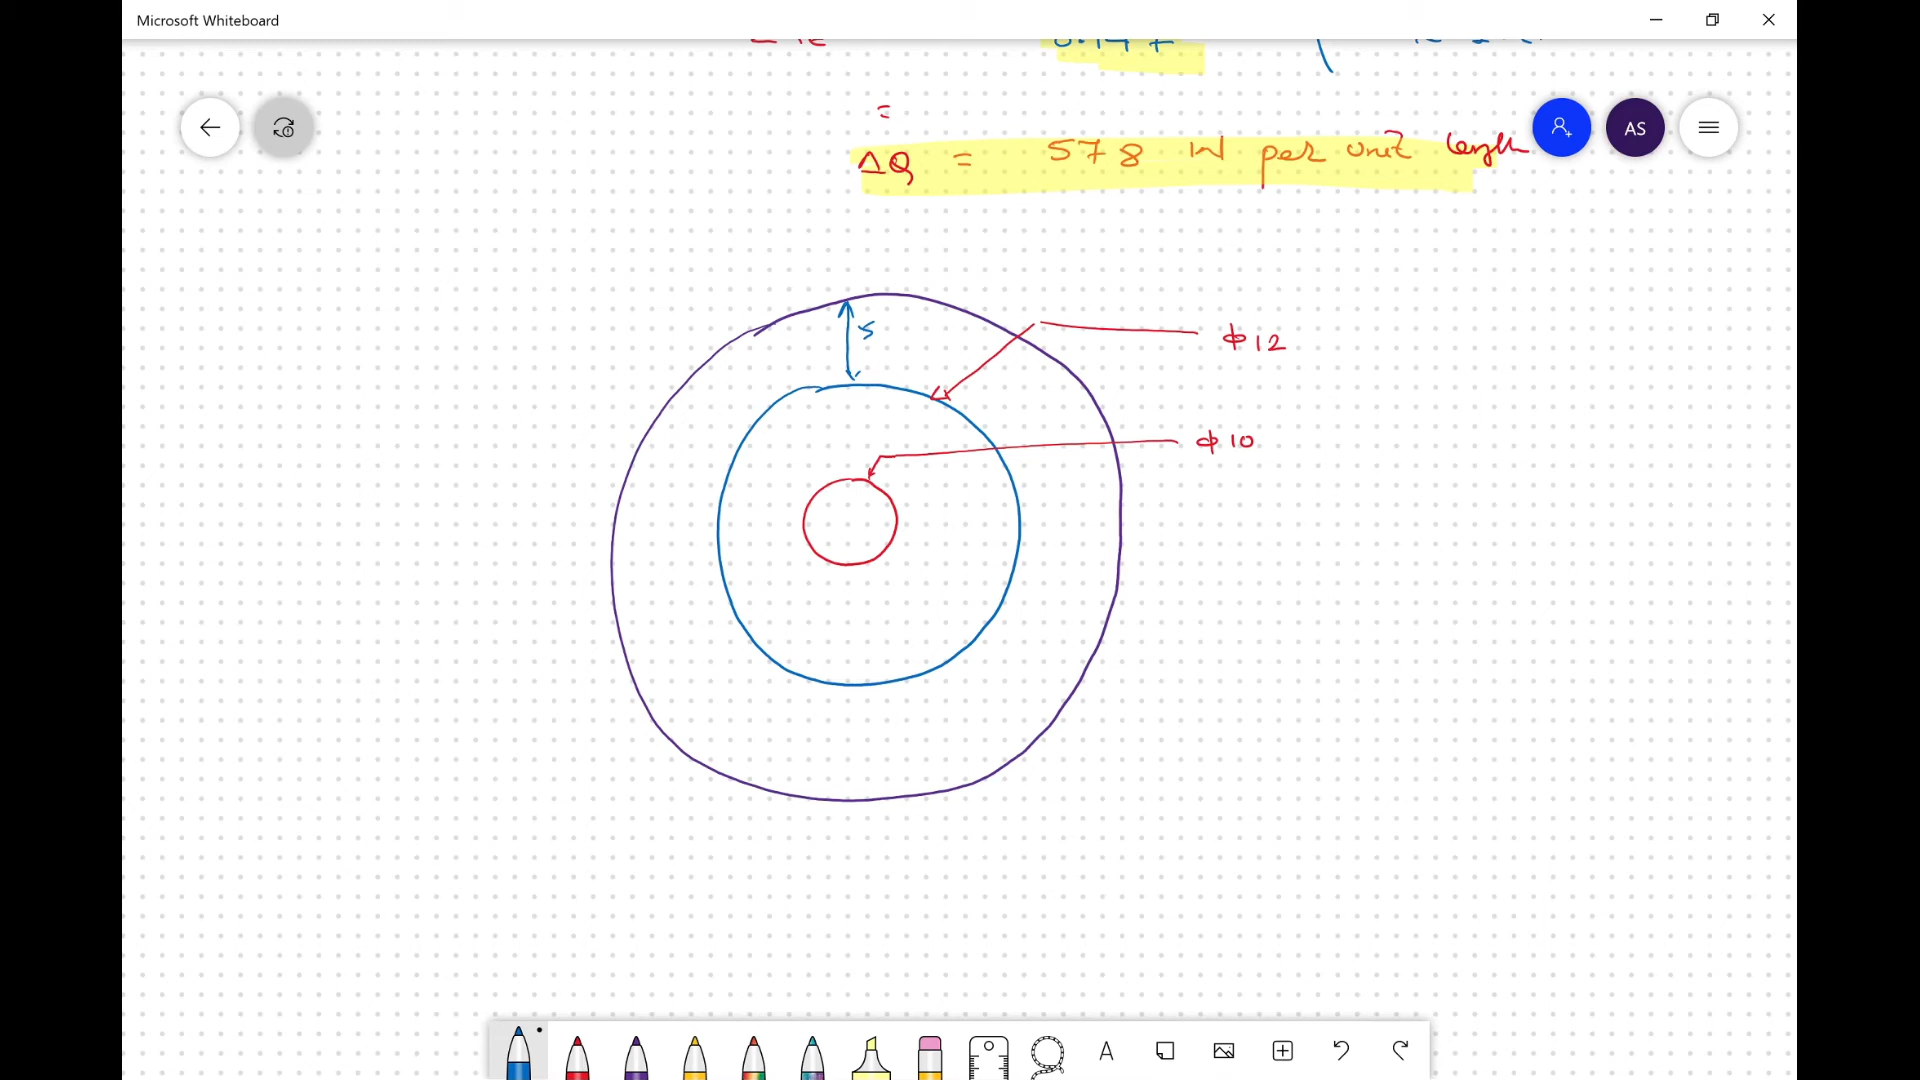 Microsoft Whiteboard
=
ΔQ = 578 W per unit length
AS
5
ϕ12
ϕ10
A